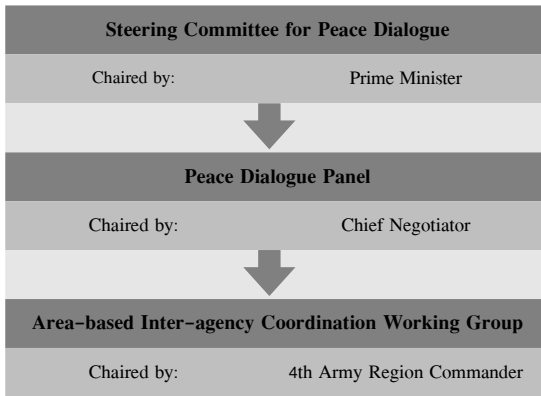 Steering Committee for Peace Dialogue
Chaired by: Prime Minister
Peace Dialogue Panel
Chaired by: Chief Negotiator
Area-based Inter-agency Coordination Working Group
Chaired by: 4th Army Region Commander